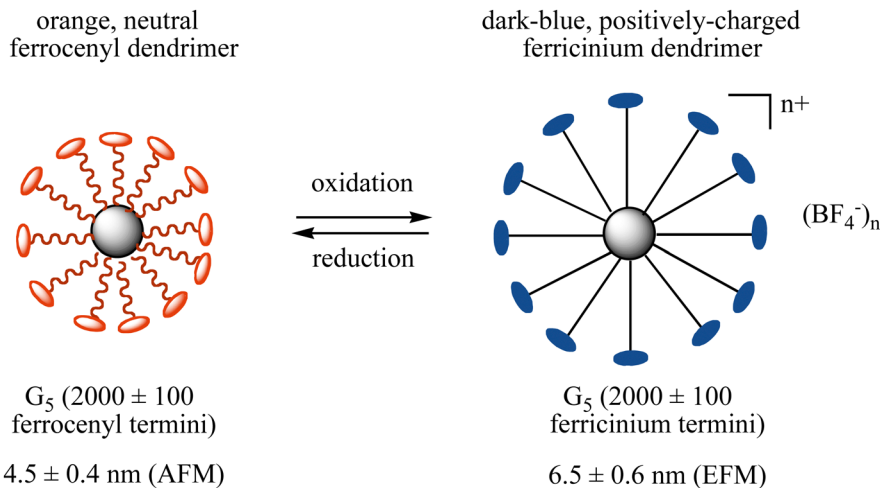 orange, neutral
ferrocenyl dendrimer
dark-blue, positively-charged
ferricinium dendrimer
n+
oxidation
reduction
(BF₄⁻)ₙ
G₅ (2000 ± 100
ferrocenyl termini)
4.5 ± 0.4 nm (AFM)
G₅ (2000 ± 100
ferricinium termini)
6.5 ± 0.6 nm (EFM)